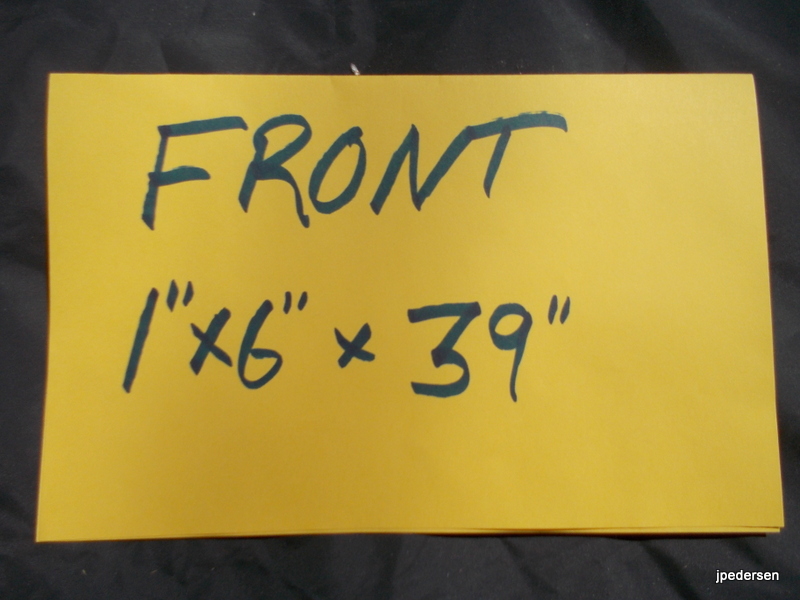 FRONT
1"x6" x 39"
jpedersen